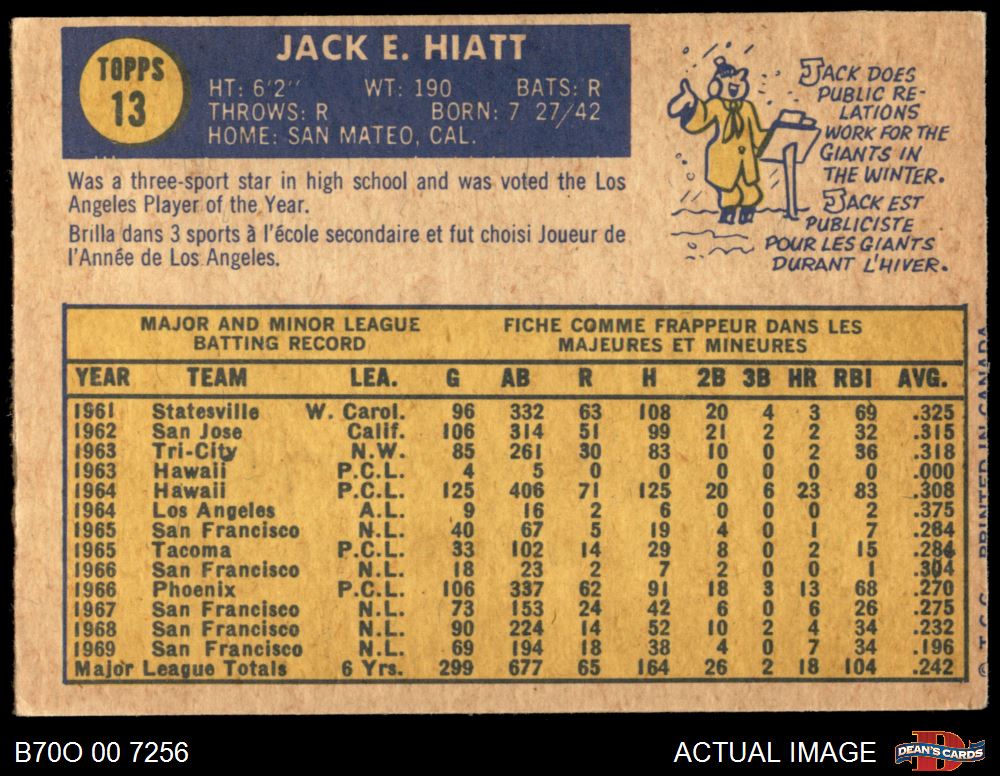 TOPPS
13
JACK E. HIATT
HT: 6'2" WT: 190 BATS: R
THROWS: R BORN: 7 27/42
HOME: SAN MATEO, CAL.
JACK DOES
PUBLIC RE-
LATIONS
WORK FOR THE
GIANTS IN
THE WINTER.
JACK EST
PUBLICISTE
POUR LES GIANTS
DURANT L'HIVER.
Was a three-sport star in high school and was voted the Los
Angeles Player of the Year.
Brilla dans 3 sports à l'école secondaire et fut choisi Joueur de
l'Année de Los Angeles.
MAJOR AND MINOR LEAGUE
BATTING RECORD
FICHE COMME FRAPPEUR DANS LES
MAJEURES ET MINEURES
YEAR TEAM LEA. G AB R H 2B 3B HR RBI AVG.
1961 Statesville W. Carol. 96 332 63 108 20 4 3 69 .325
1962 San Jose Calif. 106 314 51 99 21 2 2 32 .315
1963 Tri-City N.W. 85 261 30 83 10 0 2 36 .318
1963 Hawaii P.C.L. 4 5 0 0 0 0 0 0 .000
1964 Hawaii P.C.L. 125 406 71 125 20 6 23 83 .308
1964 Los Angeles A.L. 9 16 2 6 0 0 0 2 .375
1965 San Francisco N.L. 40 67 5 19 4 0 1 7 .284
1965 Tacoma P.C.L. 33 102 14 29 8 0 2 15 .284
1966 San Francisco N.L. 18 23 2 7 2 0 0 1 .304
1966 Phoenix P.C.L. 106 337 62 91 18 3 13 68 .270
1967 San Francisco N.L. 73 153 24 42 6 0 6 26 .275
1968 San Francisco N.L. 90 224 14 52 10 2 4 34 .232
1969 San Francisco N.L. 69 194 18 38 4 0 7 34 .196
Major League Totals 6 Yrs. 299 677 65 164 26 2 18 104 .242
© T.C.G. PRINTED IN CANADA
B70O 00 7256
ACTUAL IMAGE
DEAN'S CARDS